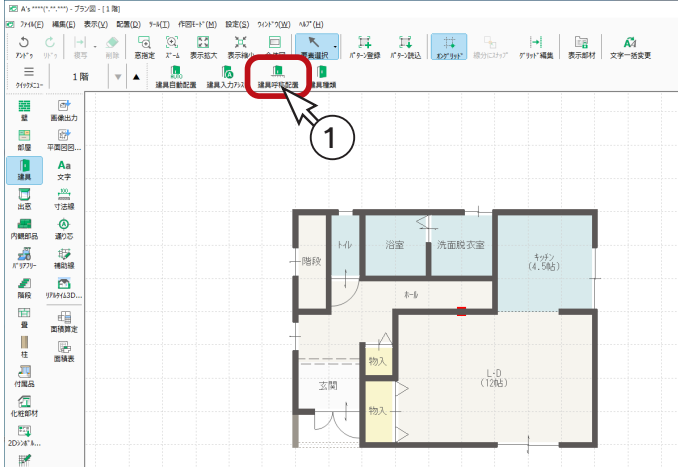 A's ****(*.**.***) - プラン図 - [1 階]
ファイル(F) 編集(E) 表示(V) 配置(D) ツール(T) 作図モード(M) 設定(S) ウィンドウ(W) ヘルプ(H)
アンドゥ リドゥ 複写 削除 窓指定 ズーム 表示拡大 表示縮小 全体図 要素選択 パターン登録 パターン読込 オングリッド 線分にスナップ グリッド編集 表示部材 文字一括変更
クイックメニュー 1 階 ▼ ▲ 建具自動配置 建具入力アシスト 建具呼称配置 建具種類
1
壁 画像出力
部屋 平面図図...
建具 文字
出窓 寸法線
内観部品 通り芯
バリアフリー 補助線
階段 リアルタイム3D...
畳 面積算定
柱 面積表
付属品
化粧部材
2Dシンボル...
トイル 浴室 洗面脱衣室
キッチン
(4.5帖)
階段
ホール
物入
L・D
(12帖)
玄関
物入